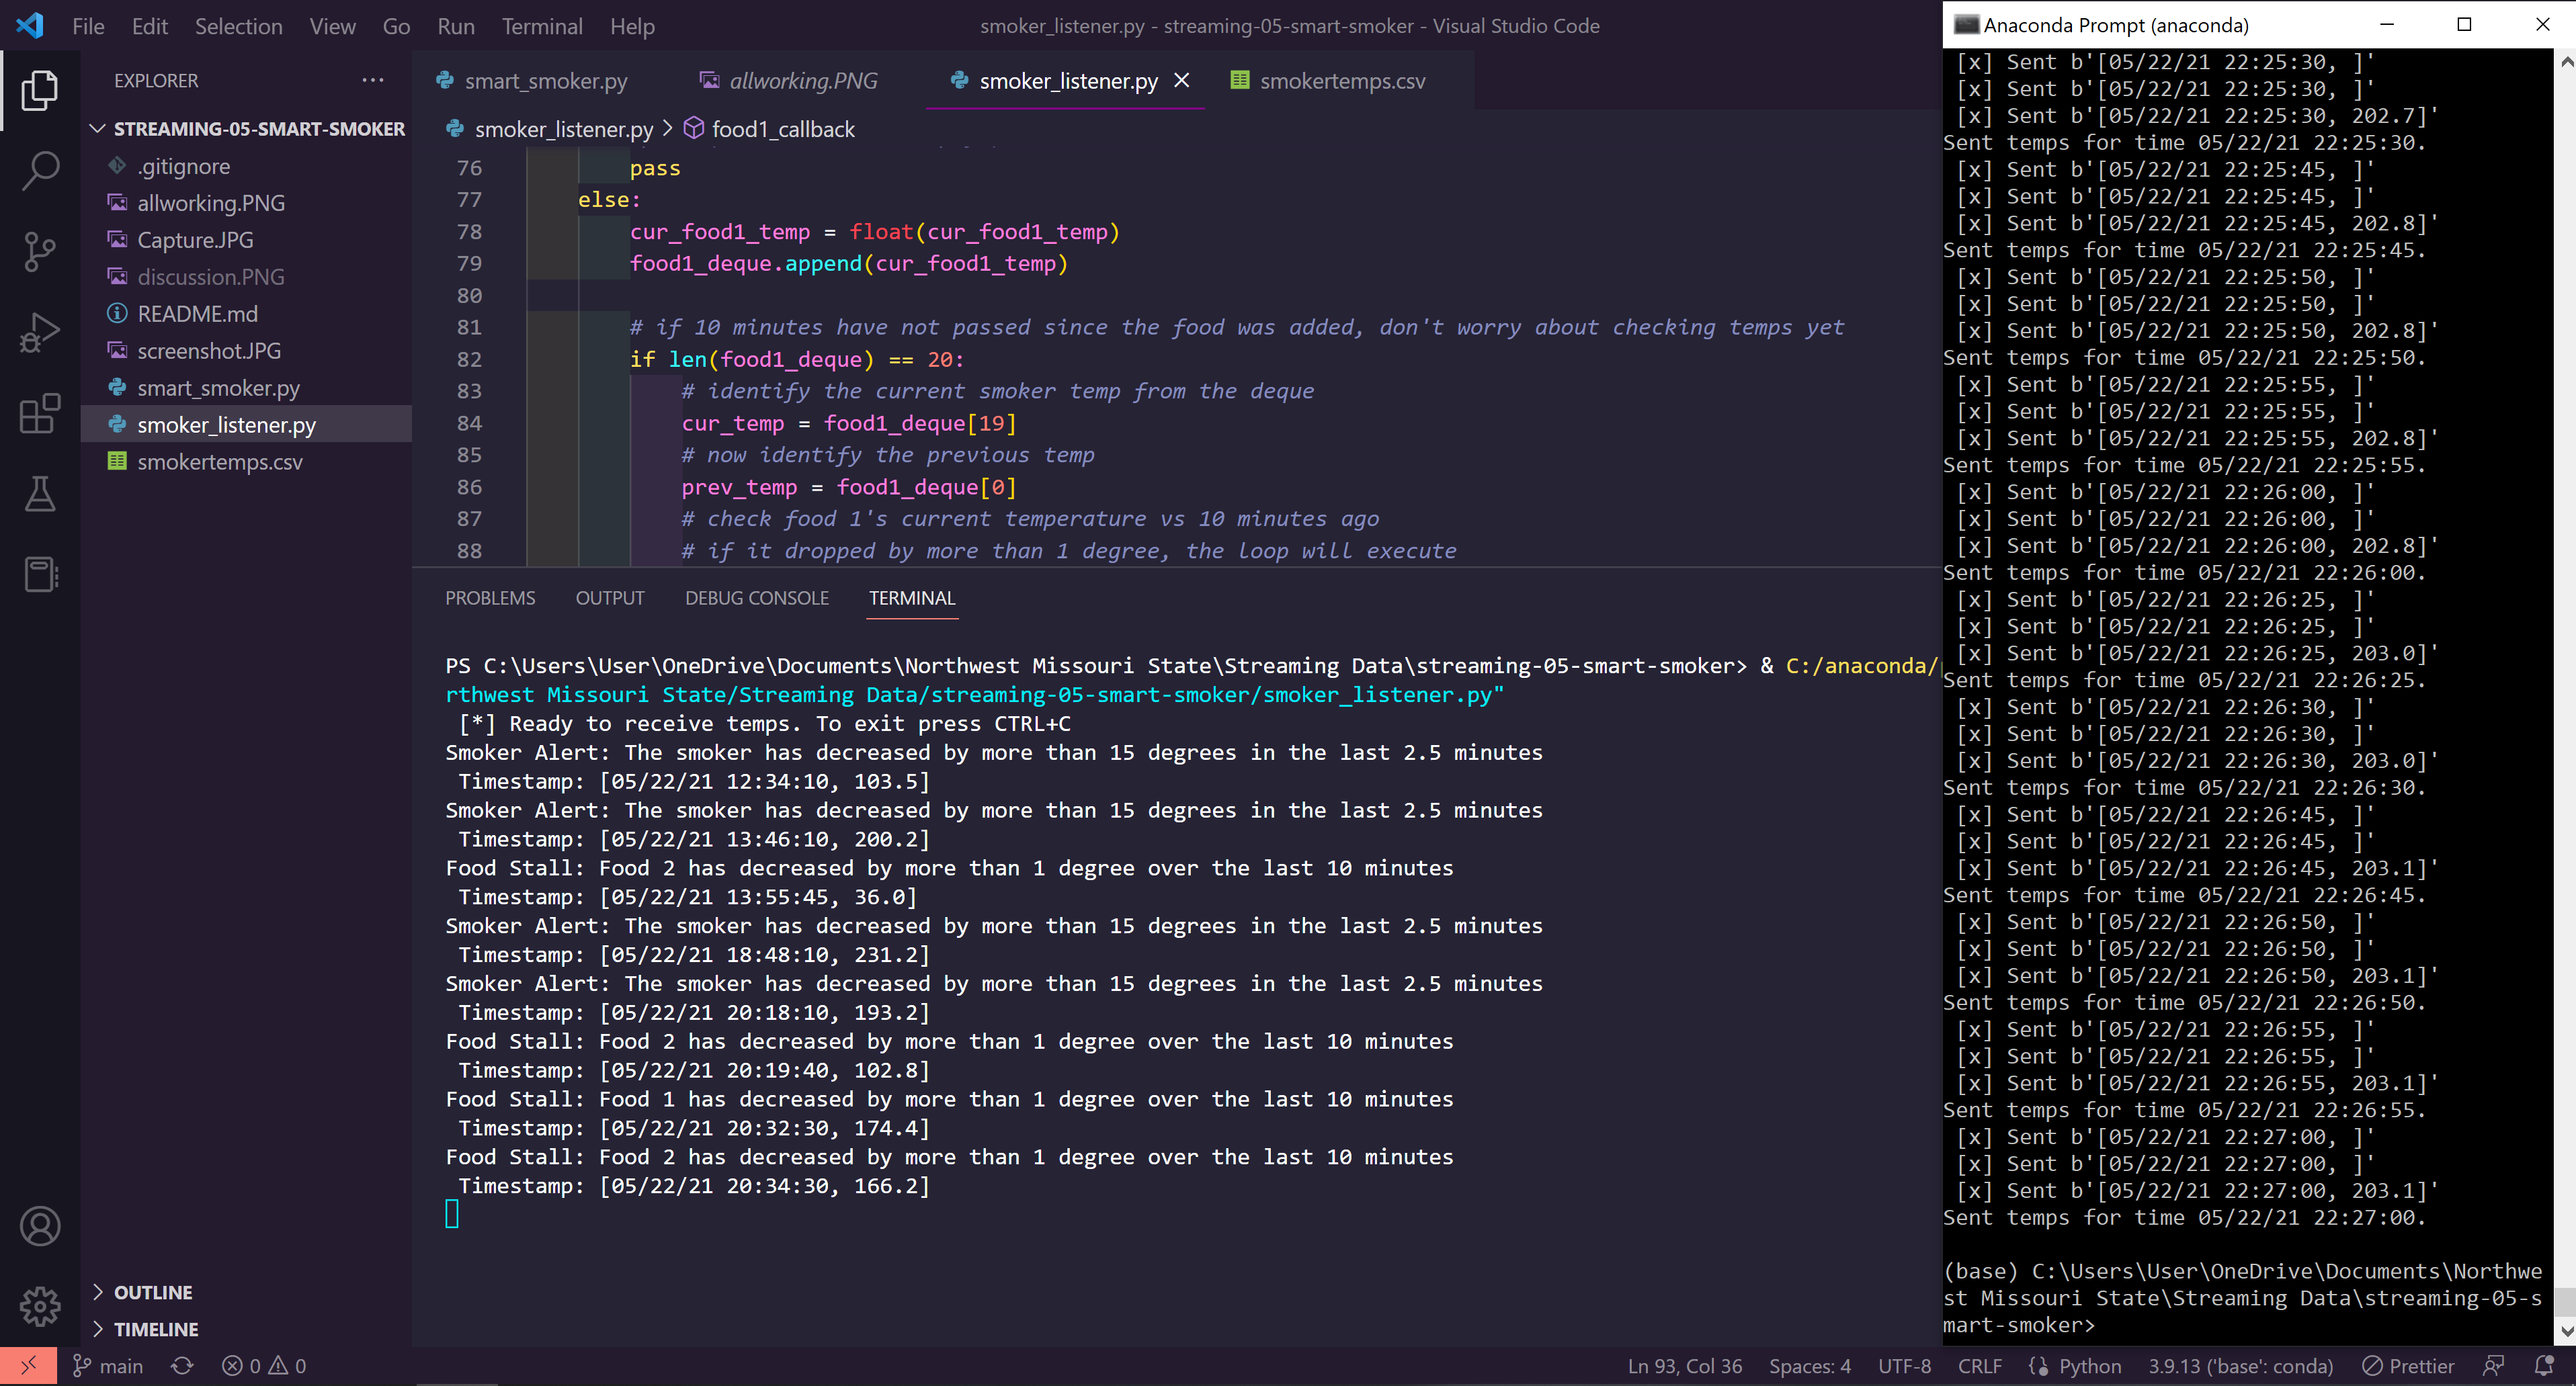 File Edit Selection View Go Run Terminal Help
smoker_listener.py - streaming-05-smart-smoker - Visual Studio Code
EXPLORER ...
STREAMING-05-SMART-SMOKER
.gitignore
allworking.PNG
Capture.JPG
discussion.PNG
README.md
screenshot.JPG
smart_smoker.py
smoker_listener.py
smokertemps.csv
OUTLINE
TIMELINE
smart_smoker.py allworking.PNG smoker_listener.py smokertemps.csv
smoker_listener.py > food1_callback
76 pass
77 else:
78 cur_food1_temp = float(cur_food1_temp)
79 food1_deque.append(cur_food1_temp)
80
81 # if 10 minutes have not passed since the food was added, don't worry about checking temps yet
82 if len(food1_deque) == 20:
83 # identify the current smoker temp from the deque
84 cur_temp = food1_deque[19]
85 # now identify the previous temp
86 prev_temp = food1_deque[0]
87 # check food 1's current temperature vs 10 minutes ago
88 # if it dropped by more than 1 degree, the loop will execute
PROBLEMS OUTPUT DEBUG CONSOLE TERMINAL
PS C:\Users\User\OneDrive\Documents\Northwest Missouri State\Streaming Data\streaming-05-smart-smoker> & C:/anaconda/
rthwest Missouri State/Streaming Data/streaming-05-smart-smoker/smoker_listener.py"
[*] Ready to receive temps. To exit press CTRL+C
Smoker Alert: The smoker has decreased by more than 15 degrees in the last 2.5 minutes
Timestamp: [05/22/21 12:34:10, 103.5]
Smoker Alert: The smoker has decreased by more than 15 degrees in the last 2.5 minutes
Timestamp: [05/22/21 13:46:10, 200.2]
Food Stall: Food 2 has decreased by more than 1 degree over the last 10 minutes
Timestamp: [05/22/21 13:55:45, 36.0]
Smoker Alert: The smoker has decreased by more than 15 degrees in the last 2.5 minutes
Timestamp: [05/22/21 18:48:10, 231.2]
Smoker Alert: The smoker has decreased by more than 15 degrees in the last 2.5 minutes
Timestamp: [05/22/21 20:18:10, 193.2]
Food Stall: Food 2 has decreased by more than 1 degree over the last 10 minutes
Timestamp: [05/22/21 20:19:40, 102.8]
Food Stall: Food 1 has decreased by more than 1 degree over the last 10 minutes
Timestamp: [05/22/21 20:32:30, 174.4]
Food Stall: Food 2 has decreased by more than 1 degree over the last 10 minutes
Timestamp: [05/22/21 20:34:30, 166.2]
Anaconda Prompt (anaconda)
[x] Sent b'[05/22/21 22:25:30, ]'
[x] Sent b'[05/22/21 22:25:30, ]'
[x] Sent b'[05/22/21 22:25:30, 202.7]'
Sent temps for time 05/22/21 22:25:30.
[x] Sent b'[05/22/21 22:25:45, ]'
[x] Sent b'[05/22/21 22:25:45, ]'
[x] Sent b'[05/22/21 22:25:45, 202.8]'
Sent temps for time 05/22/21 22:25:45.
[x] Sent b'[05/22/21 22:25:50, ]'
[x] Sent b'[05/22/21 22:25:50, ]'
[x] Sent b'[05/22/21 22:25:50, 202.8]'
Sent temps for time 05/22/21 22:25:50.
[x] Sent b'[05/22/21 22:25:55, ]'
[x] Sent b'[05/22/21 22:25:55, ]'
[x] Sent b'[05/22/21 22:25:55, 202.8]'
Sent temps for time 05/22/21 22:25:55.
[x] Sent b'[05/22/21 22:26:00, ]'
[x] Sent b'[05/22/21 22:26:00, ]'
[x] Sent b'[05/22/21 22:26:00, 202.8]'
Sent temps for time 05/22/21 22:26:00.
[x] Sent b'[05/22/21 22:26:25, ]'
[x] Sent b'[05/22/21 22:26:25, ]'
[x] Sent b'[05/22/21 22:26:25, 203.0]'
Sent temps for time 05/22/21 22:26:25.
[x] Sent b'[05/22/21 22:26:30, ]'
[x] Sent b'[05/22/21 22:26:30, ]'
[x] Sent b'[05/22/21 22:26:30, 203.0]'
Sent temps for time 05/22/21 22:26:30.
[x] Sent b'[05/22/21 22:26:45, ]'
[x] Sent b'[05/22/21 22:26:45, ]'
[x] Sent b'[05/22/21 22:26:45, 203.1]'
Sent temps for time 05/22/21 22:26:45.
[x] Sent b'[05/22/21 22:26:50, ]'
[x] Sent b'[05/22/21 22:26:50, ]'
[x] Sent b'[05/22/21 22:26:50, 203.1]'
Sent temps for time 05/22/21 22:26:50.
[x] Sent b'[05/22/21 22:26:55, ]'
[x] Sent b'[05/22/21 22:26:55, ]'
[x] Sent b'[05/22/21 22:26:55, 203.1]'
Sent temps for time 05/22/21 22:26:55.
[x] Sent b'[05/22/21 22:27:00, ]'
[x] Sent b'[05/22/21 22:27:00, ]'
[x] Sent b'[05/22/21 22:27:00, 203.1]'
Sent temps for time 05/22/21 22:27:00.
(base) C:\Users\User\OneDrive\Documents\Northwe
st Missouri State\Streaming Data\streaming-05-s
mart-smoker>
main 0 0
Ln 93, Col 36 Spaces: 4 UTF-8 CRLF Python 3.9.13 ('base': conda) Prettier